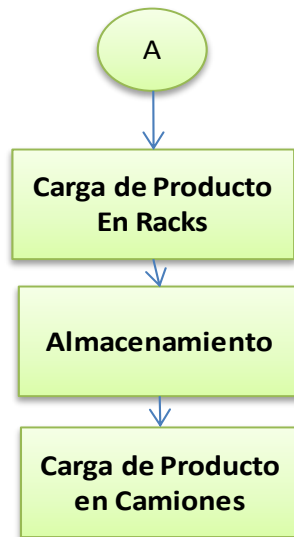 A
Carga de Producto
En Racks
Almacenamiento
Carga de Producto
en Camiones